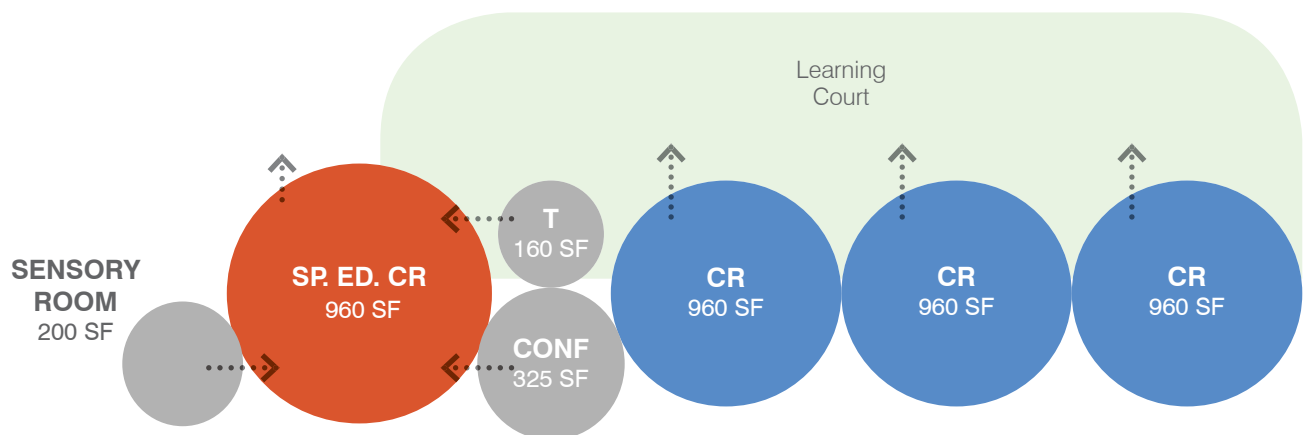 Learning
Court
SENSORY
ROOM
200 SF
SP. ED. CR
960 SF
T
160 SF
CONF
325 SF
CR
960 SF
CR
960 SF
CR
960 SF